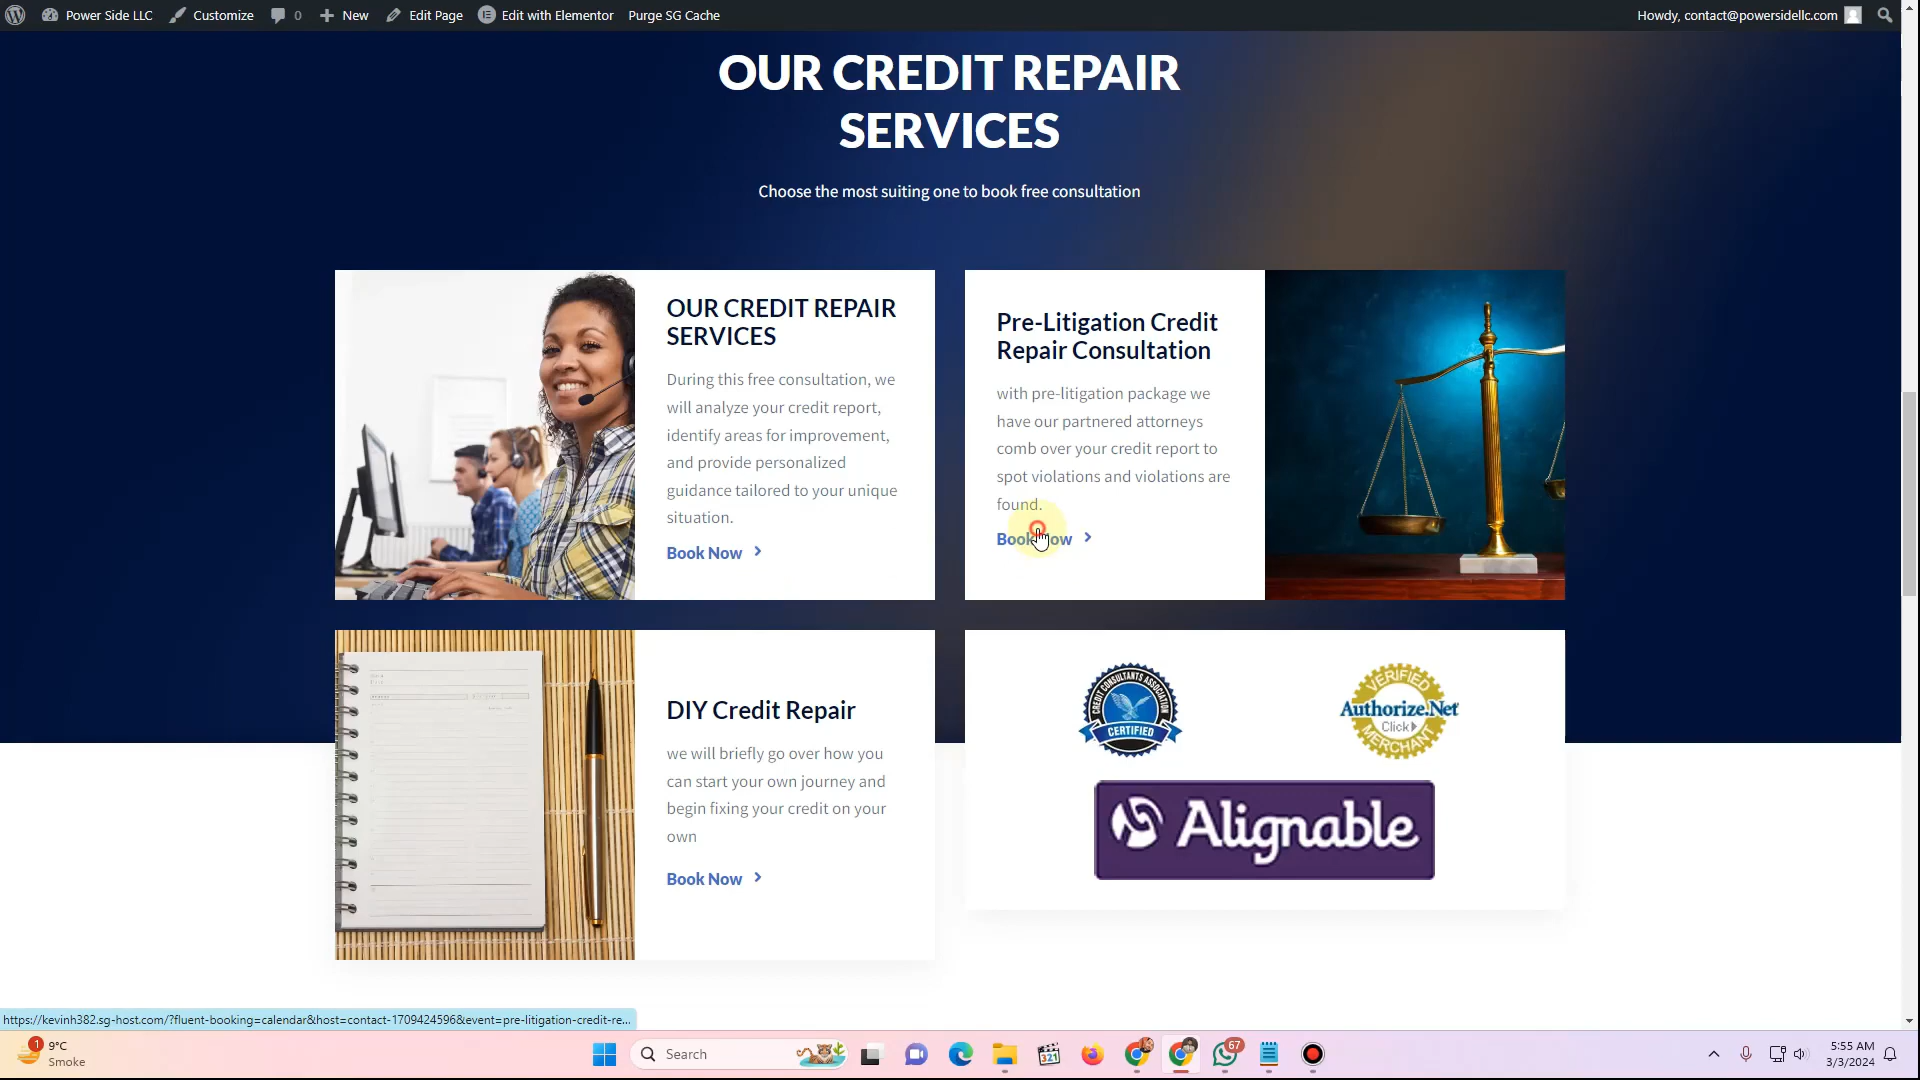 Power Side LLC
Customize
0
New
Edit Page
Edit with Elementor
Purge SG Cache
Howdy, contact@powersidellc.com
OUR CREDIT REPAIR
SERVICES
Choose the most suiting one to book free consultation
OUR CREDIT REPAIR
SERVICES
During this free consultation, we
will analyze your credit report,
identify areas for improvement,
and provide personalized
guidance tailored to your unique
situation.
Book Now
Pre-Litigation Credit
Repair Consultation
with pre-litigation package we
have our partnered attorneys
comb over your credit report to
spot violations and violations are
found.
Book Now
DIY Credit Repair
we will briefly go over how you
can start your own journey and
begin fixing your credit on your
own
Book Now
CREDIT CONSULTANTS ASSOCIATION
CERTIFIED
VERIFIED
Authorize.Net
Click
MERCHANT
Alignable
https://kevinh382.sg-host.com/?fluent-booking=calendar&host=contact-1709424596&event=pre-litigation-credit-re...
1
9°C
Smoke
Search
321
67
5:55 AM
3/3/2024